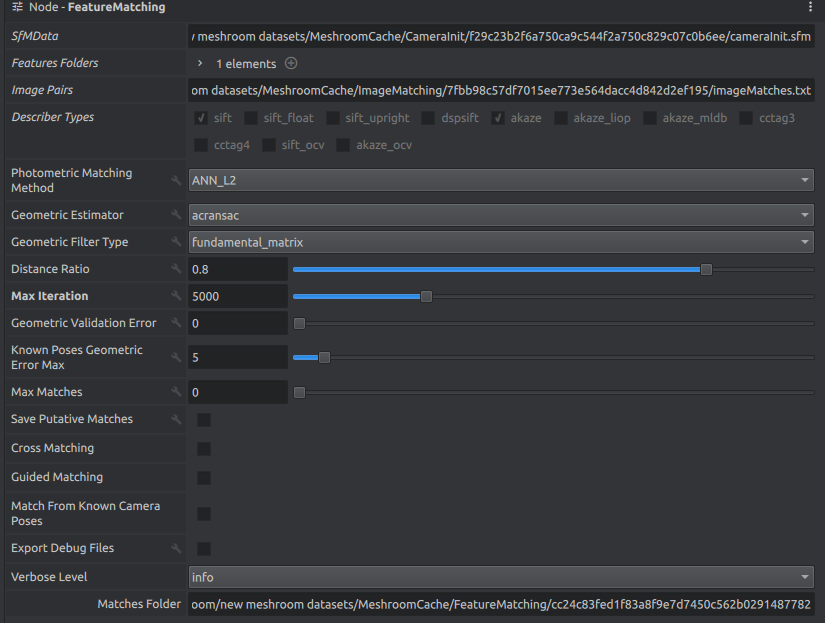 Node - FeatureMatching
SfMData
/ meshroom datasets/MeshroomCache/CameraInit/f29c23b2f6a750ca9c544f2a750c829c07c0b6ee/cameraInit.sfm
Features Folders
1 elements
Image Pairs
om datasets/MeshroomCache/ImageMatching/7fbb98c57df7015ee773e564dacc4d842d2ef195/imageMatches.txt
Describer Types
sift sift_float sift_upright dspsift akaze akaze_liop akaze_mldb cctag3
cctag4 sift_ocv akaze_ocv
Photometric Matching
Method
ANN_L2
Geometric Estimator
acransac
Geometric Filter Type
fundamental_matrix
Distance Ratio
0.8
Max Iteration
5000
Geometric Validation Error
0
Known Poses Geometric
Error Max
5
Max Matches
0
Save Putative Matches
Cross Matching
Guided Matching
Match From Known Camera
Poses
Export Debug Files
Verbose Level
info
Matches Folder
oom/new meshroom datasets/MeshroomCache/FeatureMatching/cc24c83fed1f83a8f9e7d7450c562b0291487782